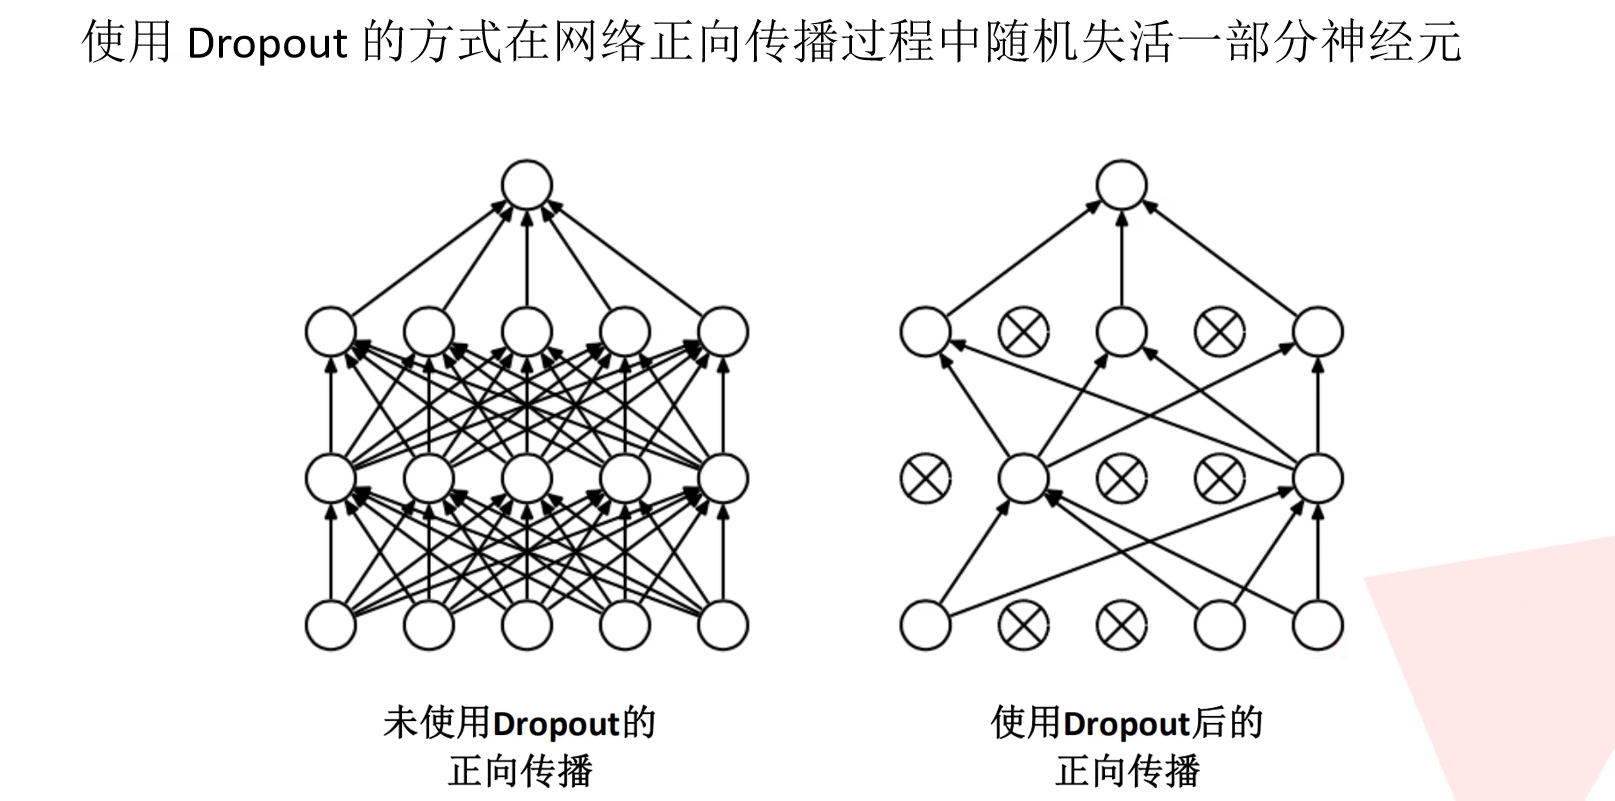 使用 Dropout 的方式在网络正向传播过程中随机失活一部分神经元
未使用Dropout的
正向传播
使用Dropout后的
正向传播